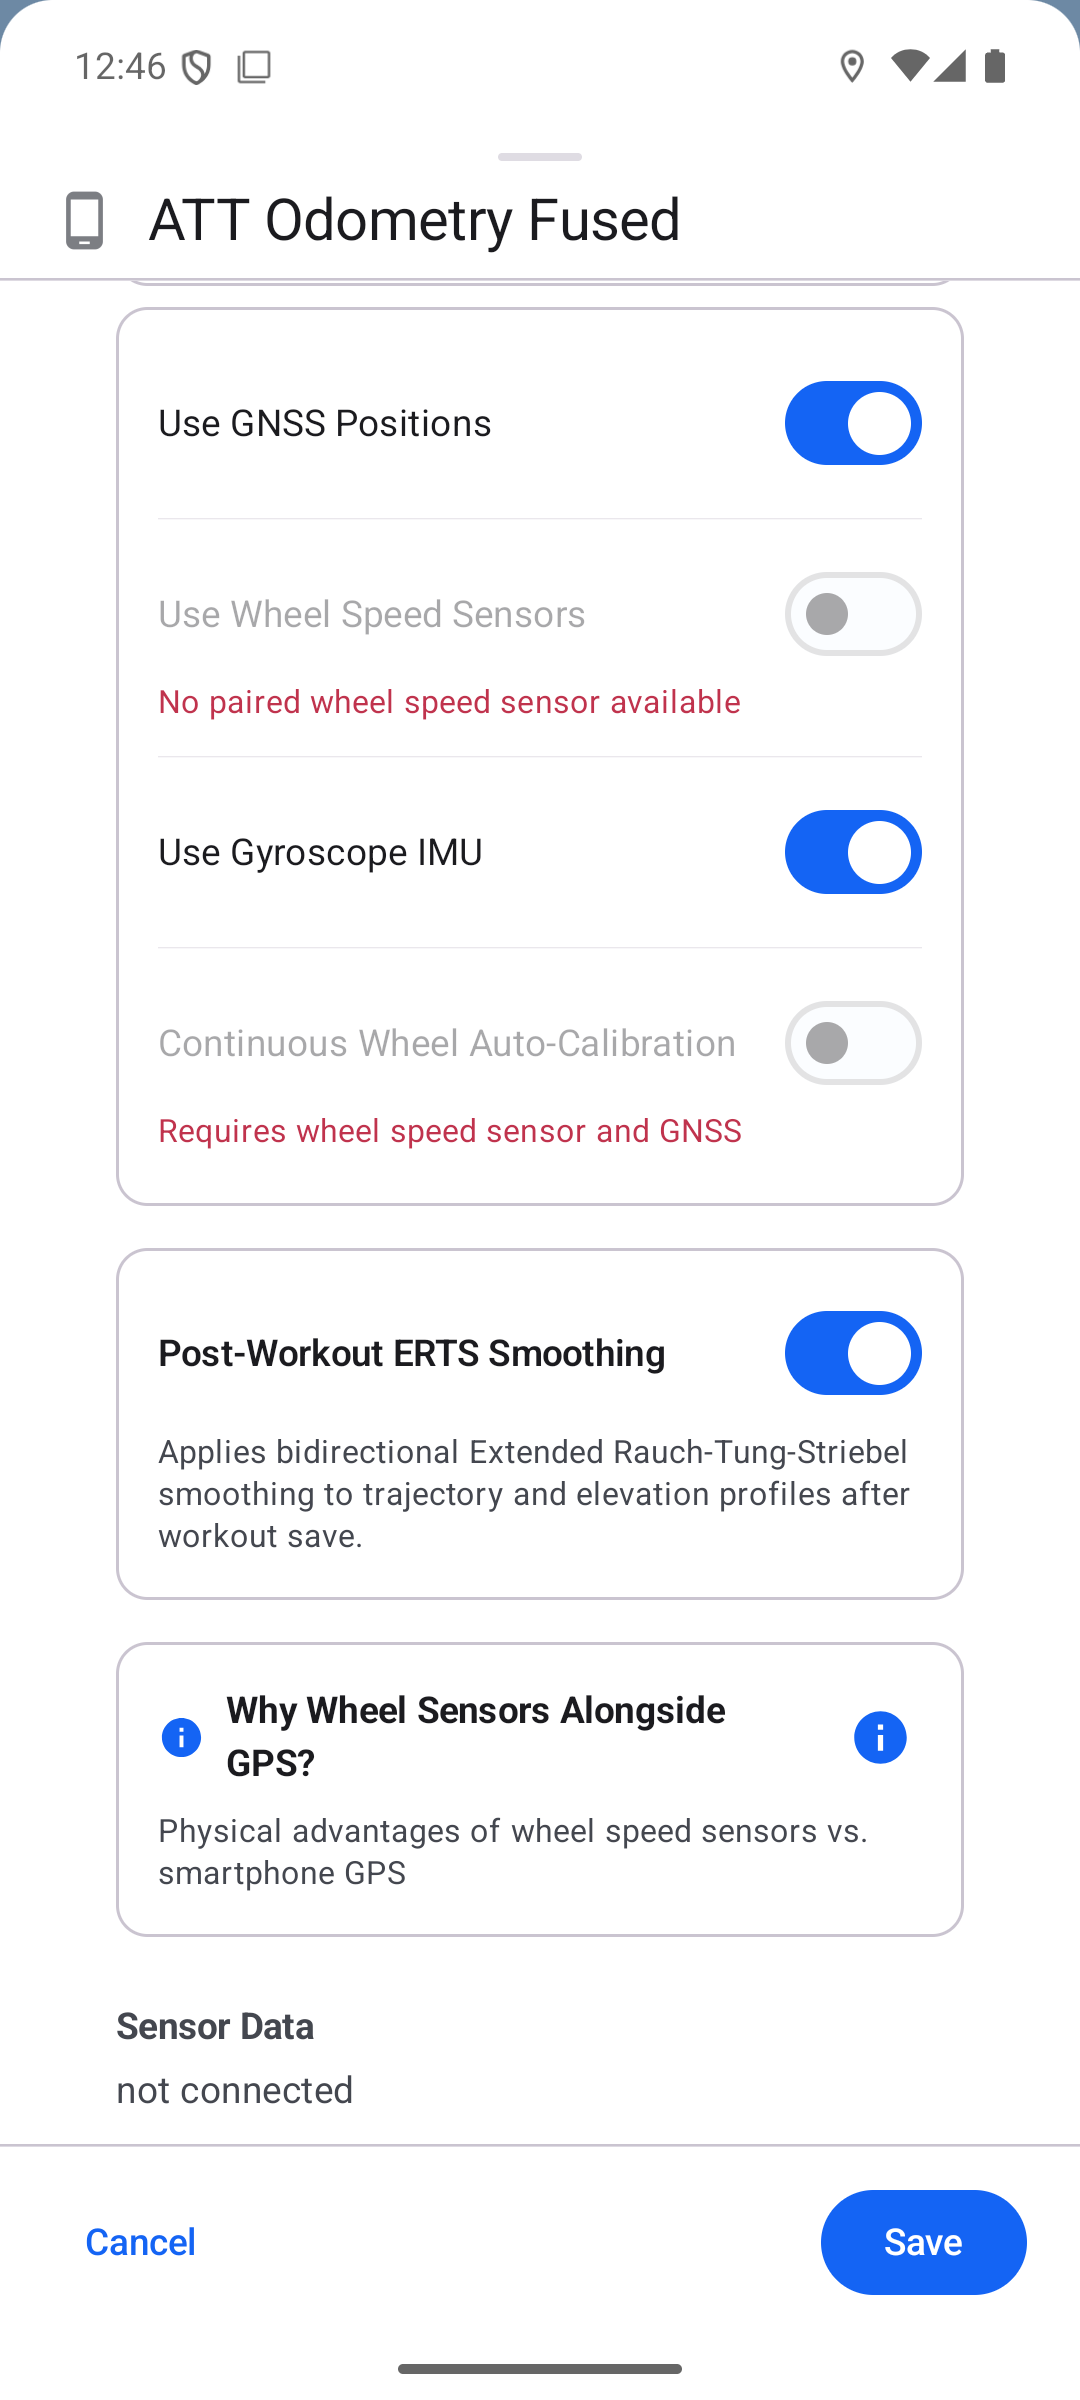 12:46
ATT Odometry Fused
Use GNSS Positions
Use Wheel Speed Sensors
No paired wheel speed sensor available
Use Gyroscope IMU
Continuous Wheel Auto-Calibration
Requires wheel speed sensor and GNSS
Post-Workout ERTS Smoothing
Applies bidirectional Extended Rauch-Tung-Striebel
smoothing to trajectory and elevation profiles after
workout save.
Why Wheel Sensors Alongside
GPS?
Physical advantages of wheel speed sensors vs.
smartphone GPS
Sensor Data
not connected
Cancel
Save